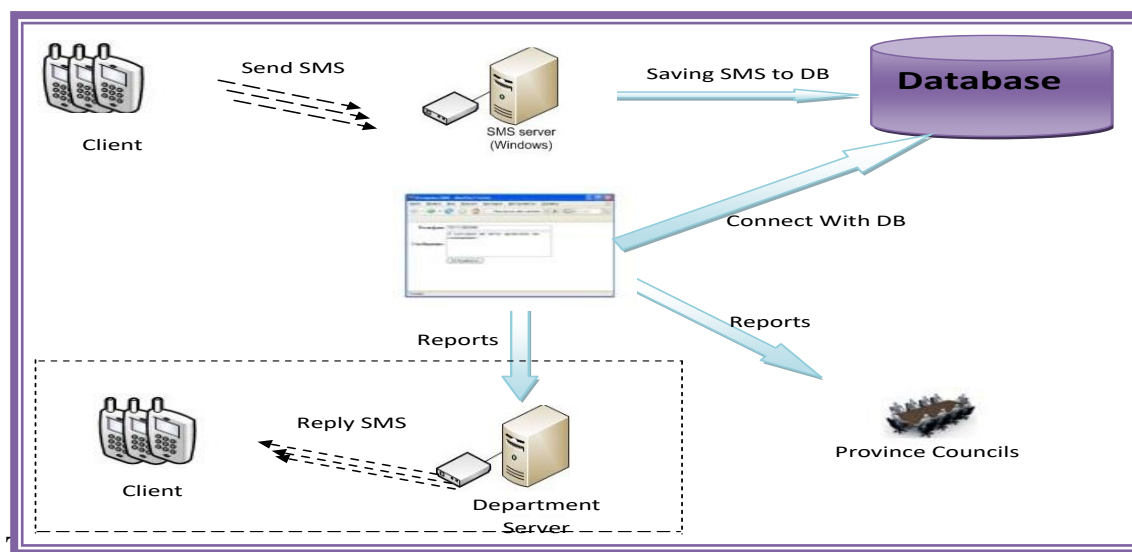 Send SMS
Client
SMS server
(Windows)
Saving SMS to DB
Database
Connect With DB
Reports
Reports
Reply SMS
Client
Department
Server
Province Councils